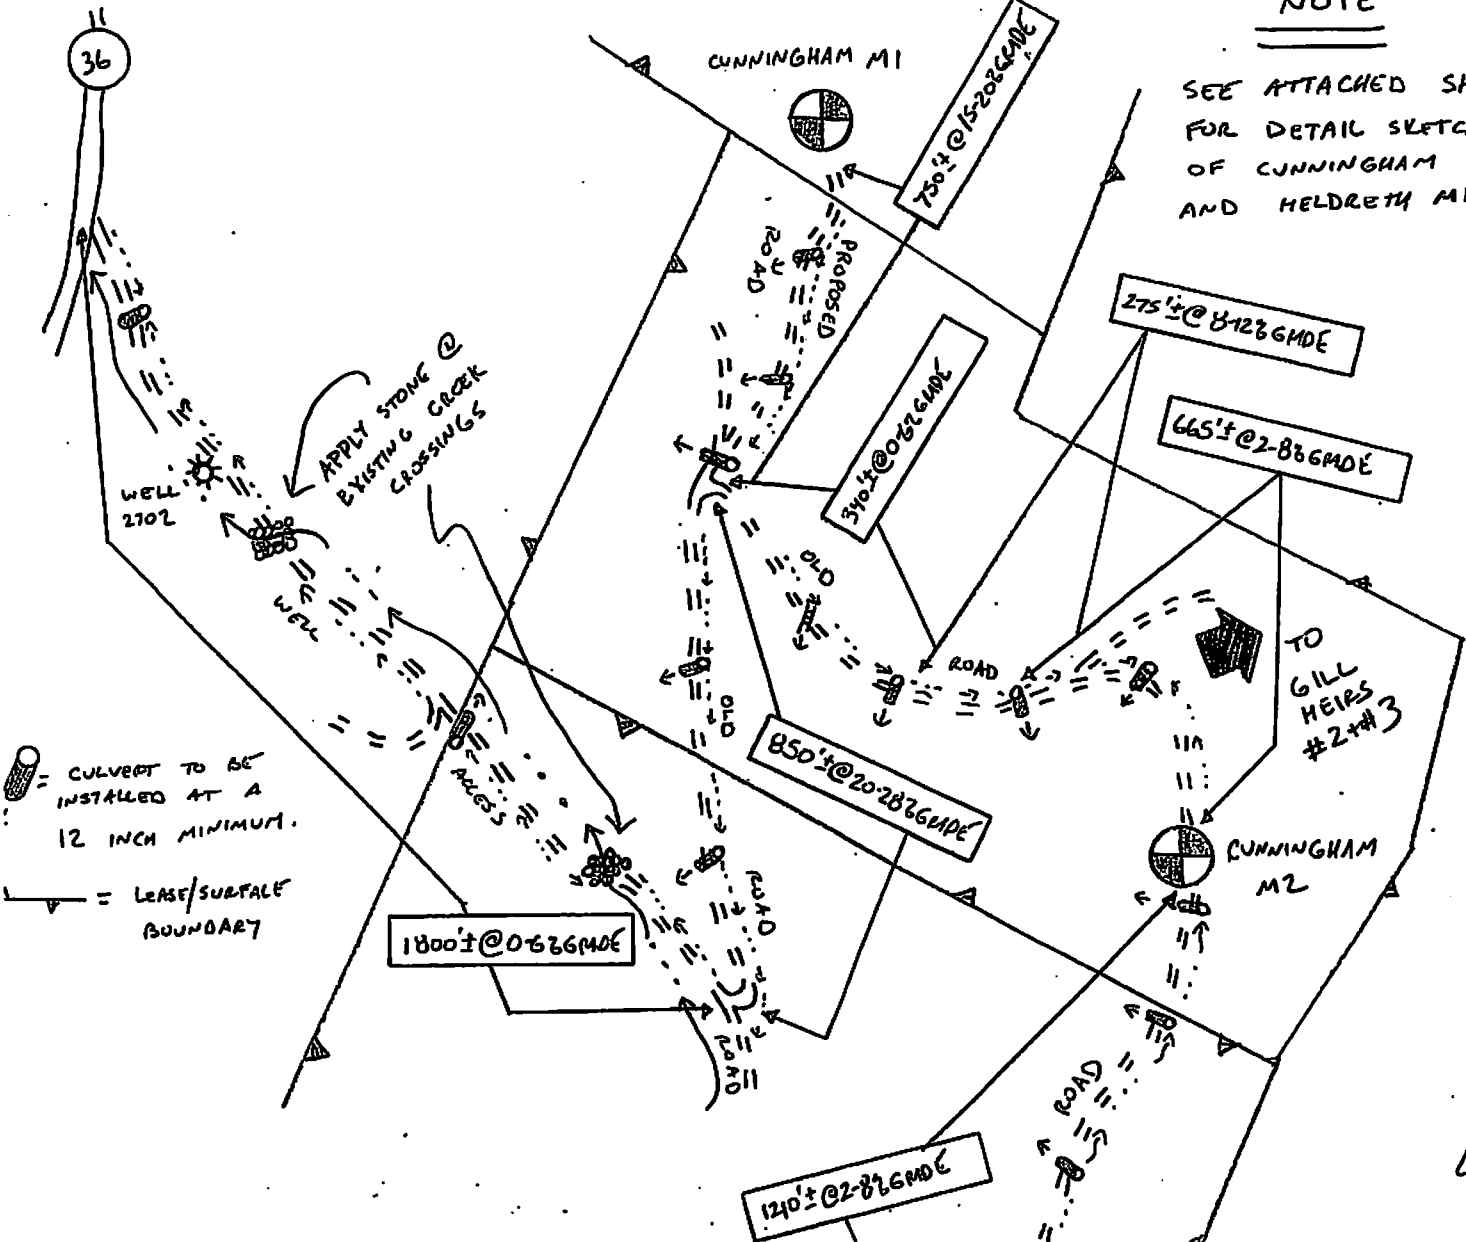 36
CUNNINGHAM M1
NOTE
SEE ATTACHED
FOR DETAIL
OF CUNNINGHAM
AND HELDRETH
750'± @ 15-20% GRADE
PROPOSED
ROAD
275'± @ 8-12% GRADE
665'± @ 2-8% GRADE
340'± @ 0-6% GRADE
APPLY STONE @
EXISTING CREEK
CROSSINGS
WELL
2702
WELL
ACCESS
ROAD
OLD
ROAD
OLD
ROAD
TO
GILL
HEIRS
#2+#3
850'± @ 20-28% GRADE
= CULVERT TO BE
INSTALLED AT A
12 INCH MINIMUM.
= LEASE/SURFACE
BOUNDARY
1800'± @ 0-6% GRADE
CUNNINGHAM
M2
ROAD
1240'± @ 2-8% GRADE